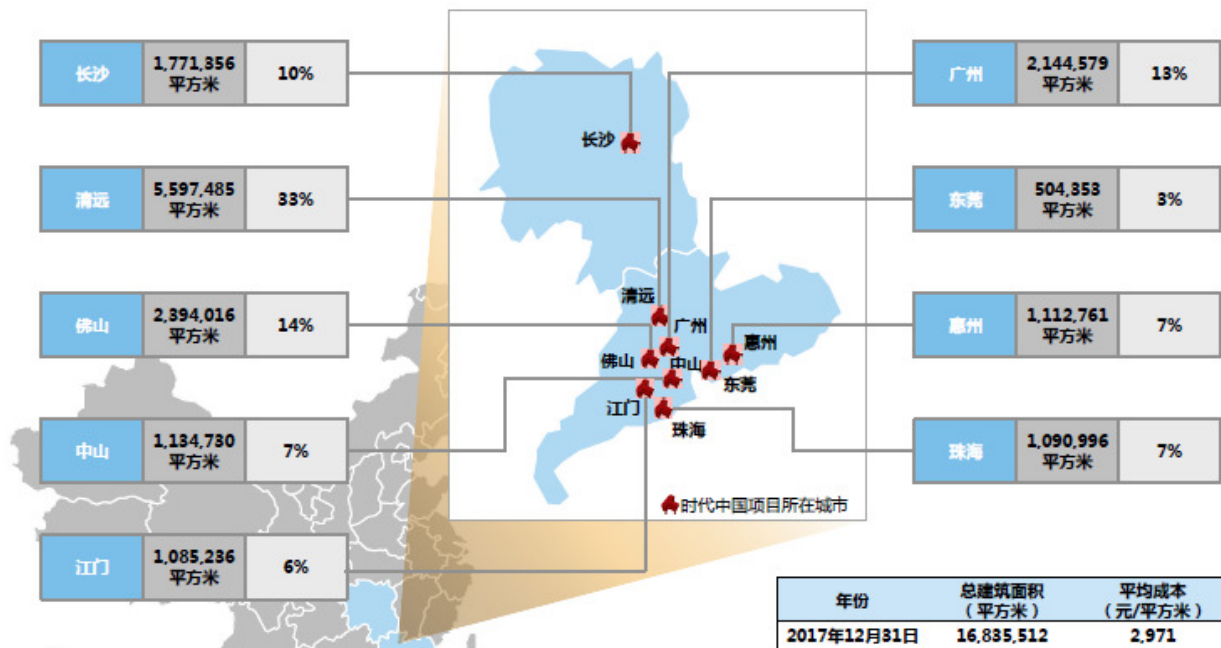 长沙
1,771,356
平方米
10%
清远
5,597,485
平方米
33%
佛山
2,394,016
平方米
14%
中山
1,134,730
平方米
7%
江门
1,085,236
平方米
6%
长沙
清远
广州
佛山
中山
惠州
东莞
江门
珠海
时代中国项目所在城市
广州
2,144,579
平方米
13%
东莞
504,353
平方米
3%
惠州
1,112,761
平方米
7%
珠海
1,090,996
平方米
7%
年份
总建筑面积
（平方米）
平均成本
（元/平方米）
2017年12月31日 16,835,512 2,971